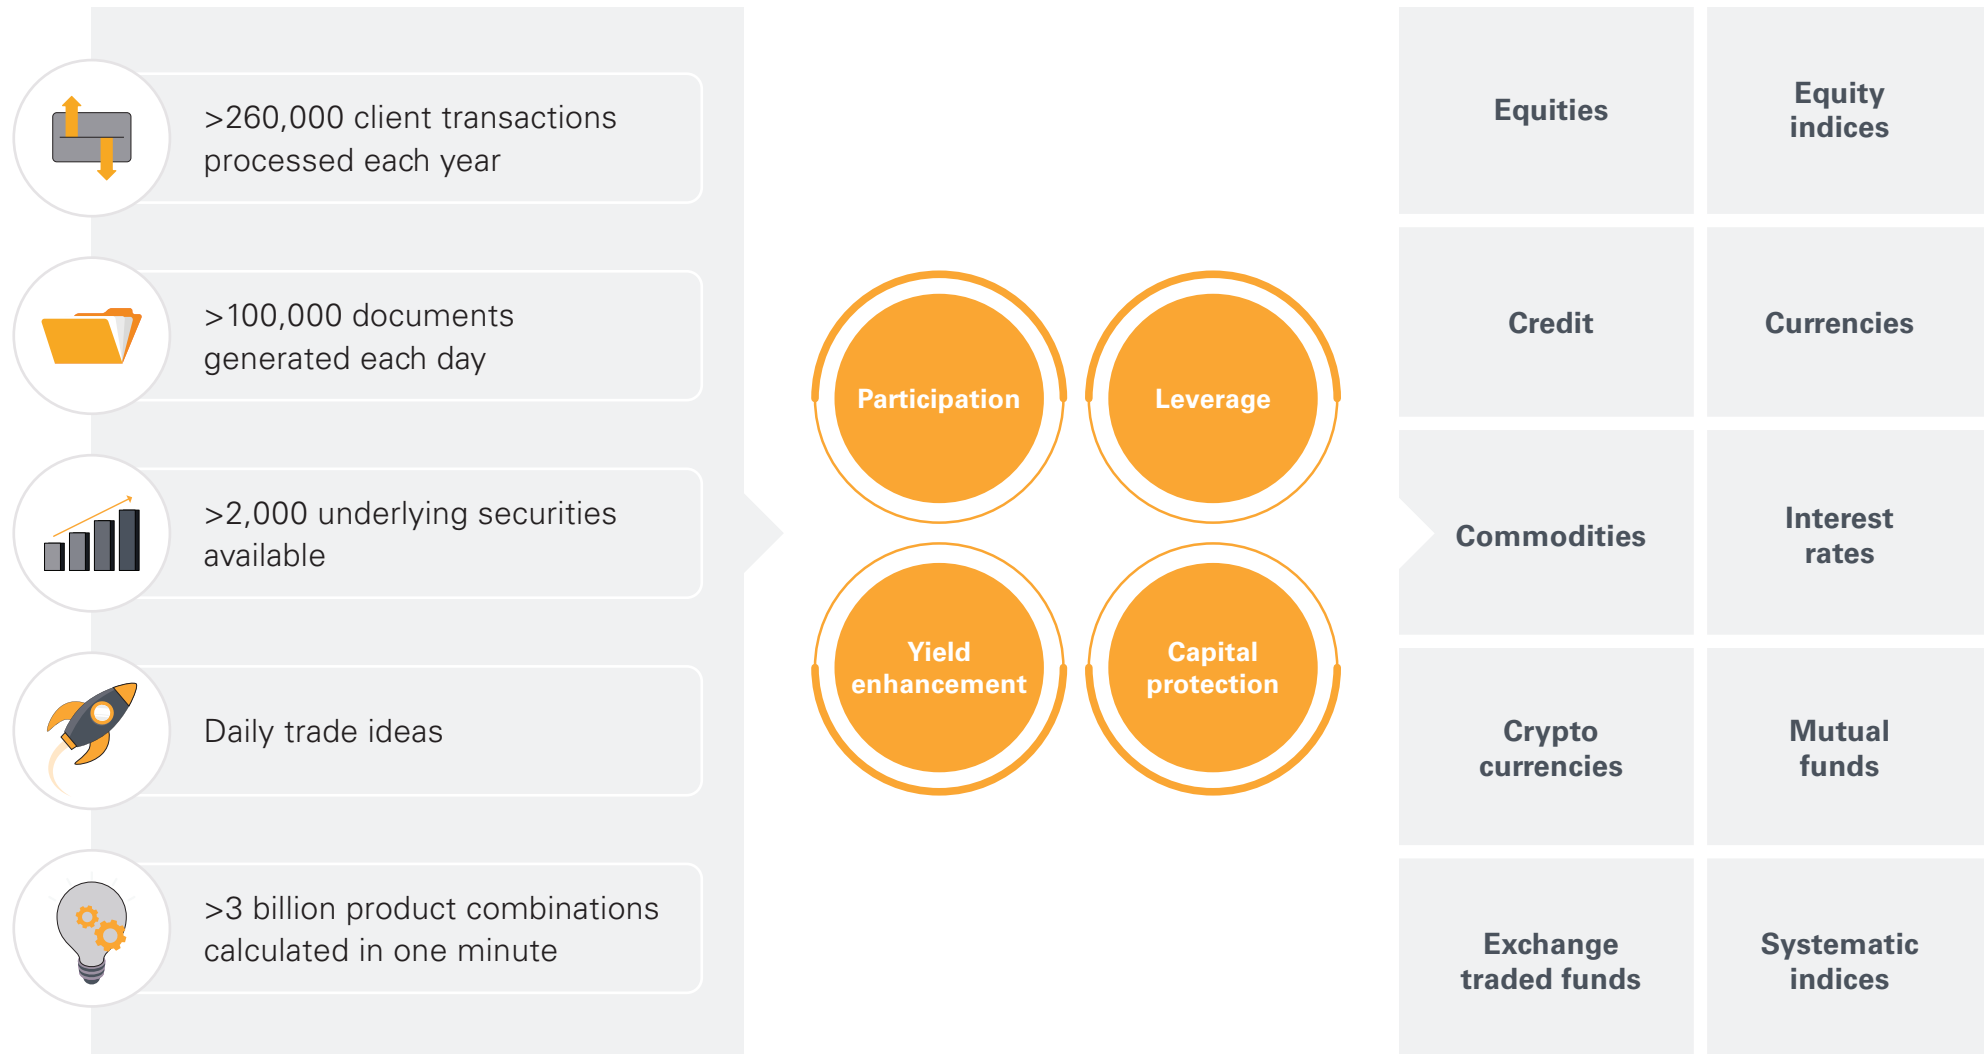 >260,000 client transactions
processed each year
>100,000 documents
generated each day
>2,000 underlying securities
available
Daily trade ideas
>3 billion product combinations
calculated in one minute
Participation
Leverage
Yield
enhancement
Capital
protection
Equities
Equity
indices
Credit
Currencies
Commodities
Interest
rates
Crypto
currencies
Mutual
funds
Exchange
traded funds
Systematic
indices